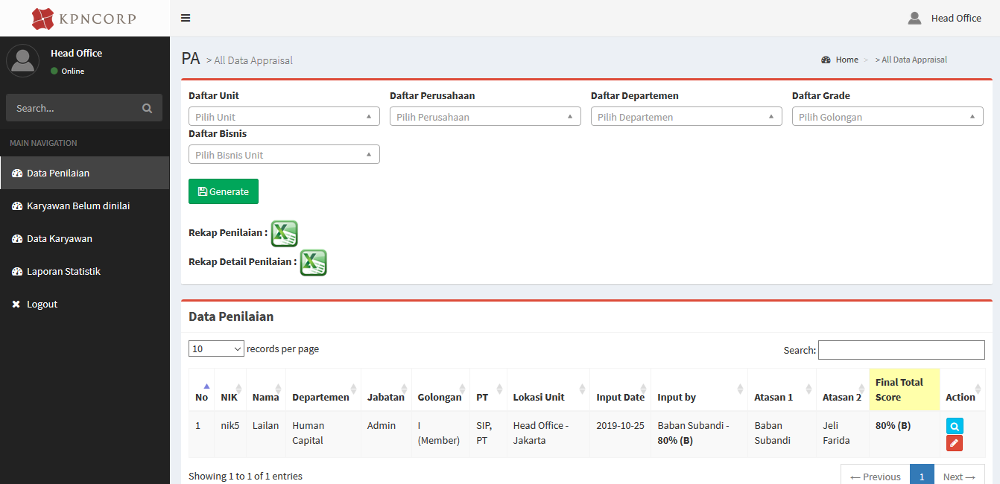 KPNCORP
Head Office
Head Office
Online
Search...
MAIN NAVIGATION
Data Penilaian
Karyawan Belum dinilai
Data Karyawan
Laporan Statistik
Logout
PA > All Data Appraisal
Home > > All Data Appraisal
Daftar Unit Daftar Perusahaan Daftar Departemen Daftar Grade
Pilih Unit Pilih Perusahaan Pilih Departemen Pilih Golongan
Daftar Bisnis
Pilih Bisnis Unit
Generate
Rekap Penilaian :
Rekap Detail Penilaian :
Data Penilaian
10 records per page Search:
No NIK Nama Departemen Jabatan Golongan PT Lokasi Unit Input Date Input by Atasan 1 Atasan 2 Final Total Score Action
1 nik5 Lailan Human Capital Admin I (Member) SIP, PT Head Office - Jakarta 2019-10-25 Baban Subandi - 80% (B) Baban Subandi Jeli Farida 80% (B)
Showing 1 to 1 of 1 entries
← Previous 1 Next →